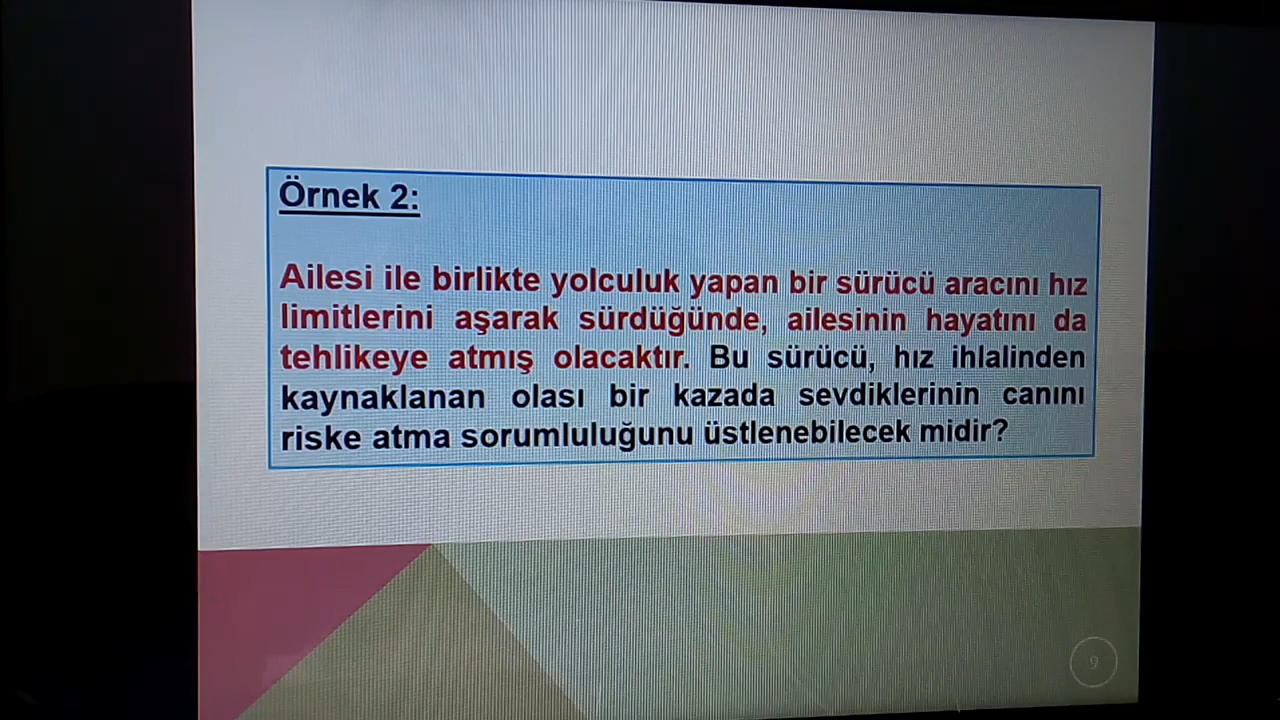 Örnek 2:
Ailesi ile birlikte yolculuk yapan bir sürücü aracını hız
limitlerini aşarak sürdüğünde, ailesinin hayatını da
tehlikeye atmış olacaktır. Bu sürücü, hız ihlalinden
kaynaklanan olası bir kazada sevdiklerinin canını
riske atma sorumluluğunu üstlenebilecek midir?
9